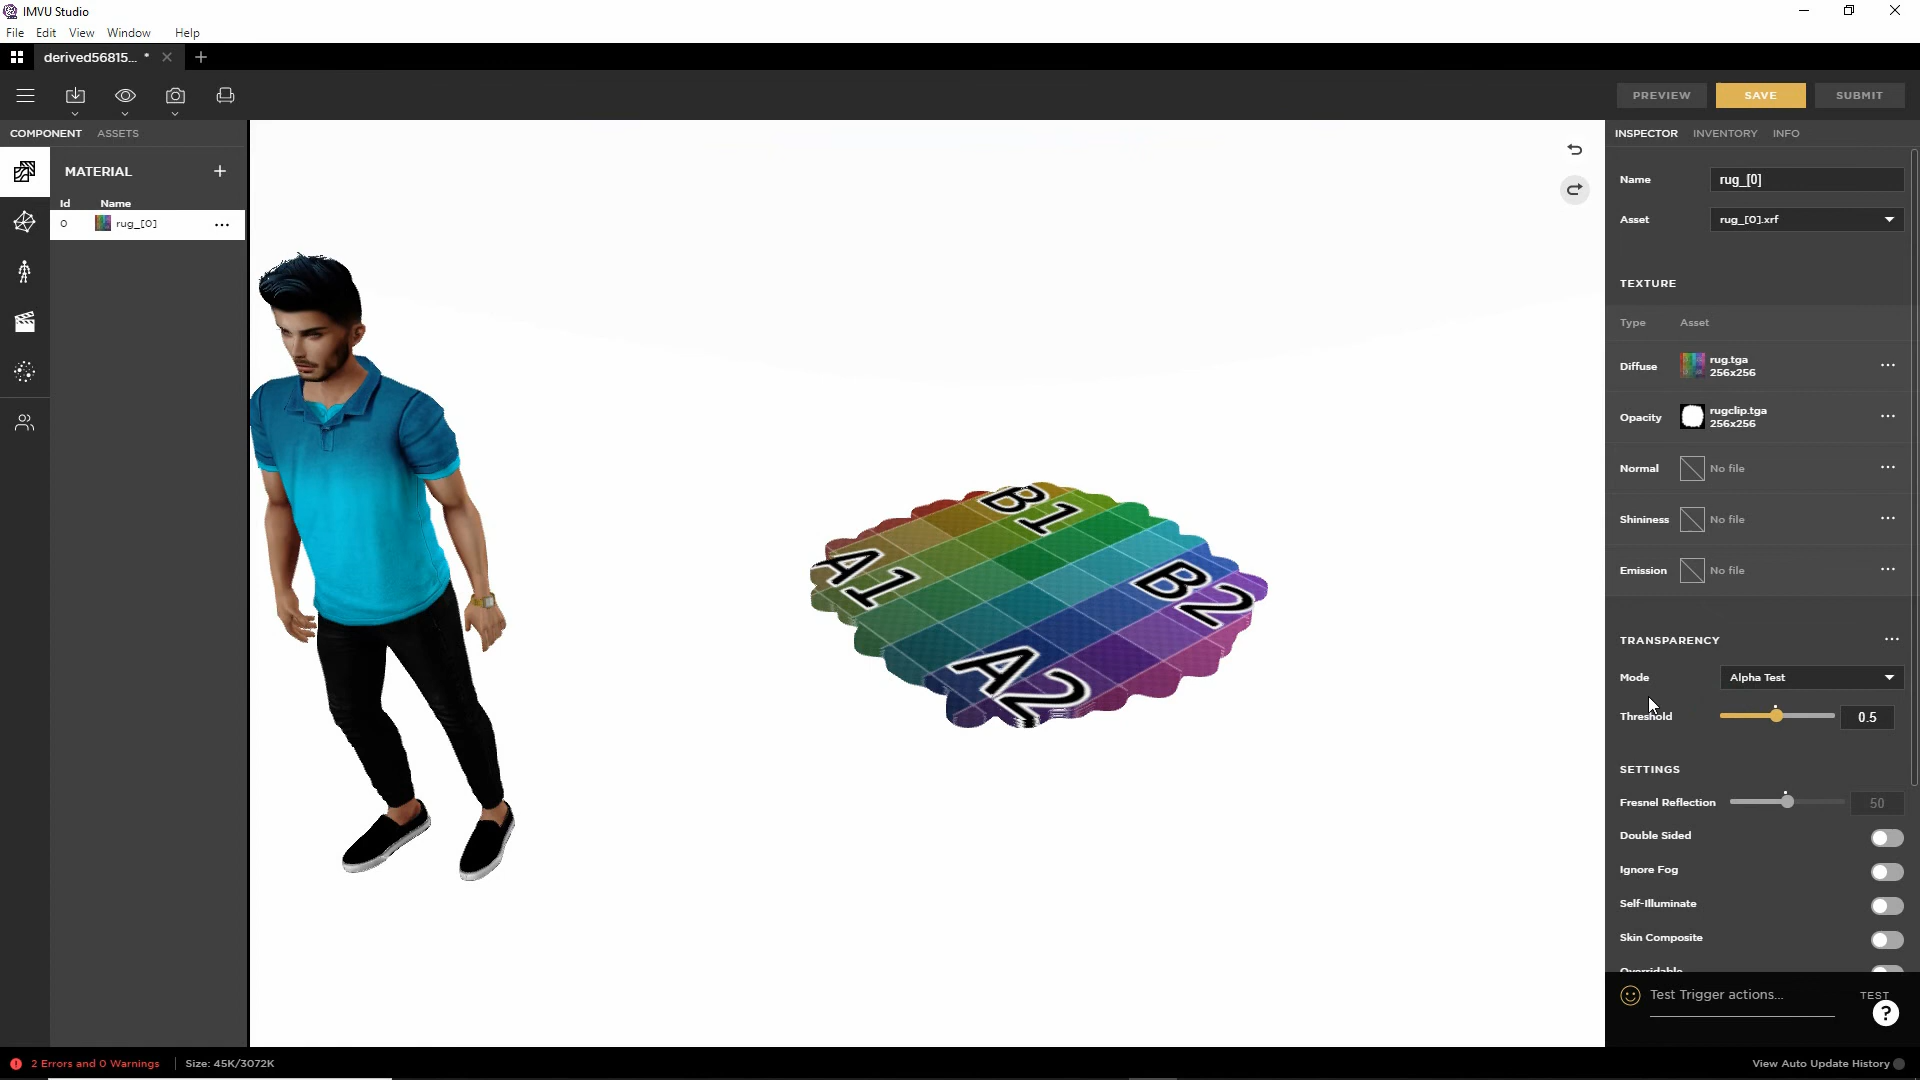 IMVU Studio
File Edit View Window Help
derived56815... *
PREVIEW SAVE SUBMIT
COMPONENT ASSETS
INSPECTOR INVENTORY INFO
MATERIAL +
Id Name
0 rug_[0] ...
Name rug_[0]
Asset rug_[0].xrf
TEXTURE
Type Asset
Diffuse rug.tga
256x256
Opacity rugclip.tga
256x256
Normal No file
Shininess No file
Emission No file
TRANSPARENCY
Mode Alpha Test
Threshold 0.5
SETTINGS
Fresnel Reflection 50
Double Sided
Ignore Fog
Self-Illuminate
Skin Composite
Overridable
Test Trigger actions... TEST
?
B1
A1
B2
A2
2 Errors and 0 Warnings Size: 45K/3072K
View Auto Update History